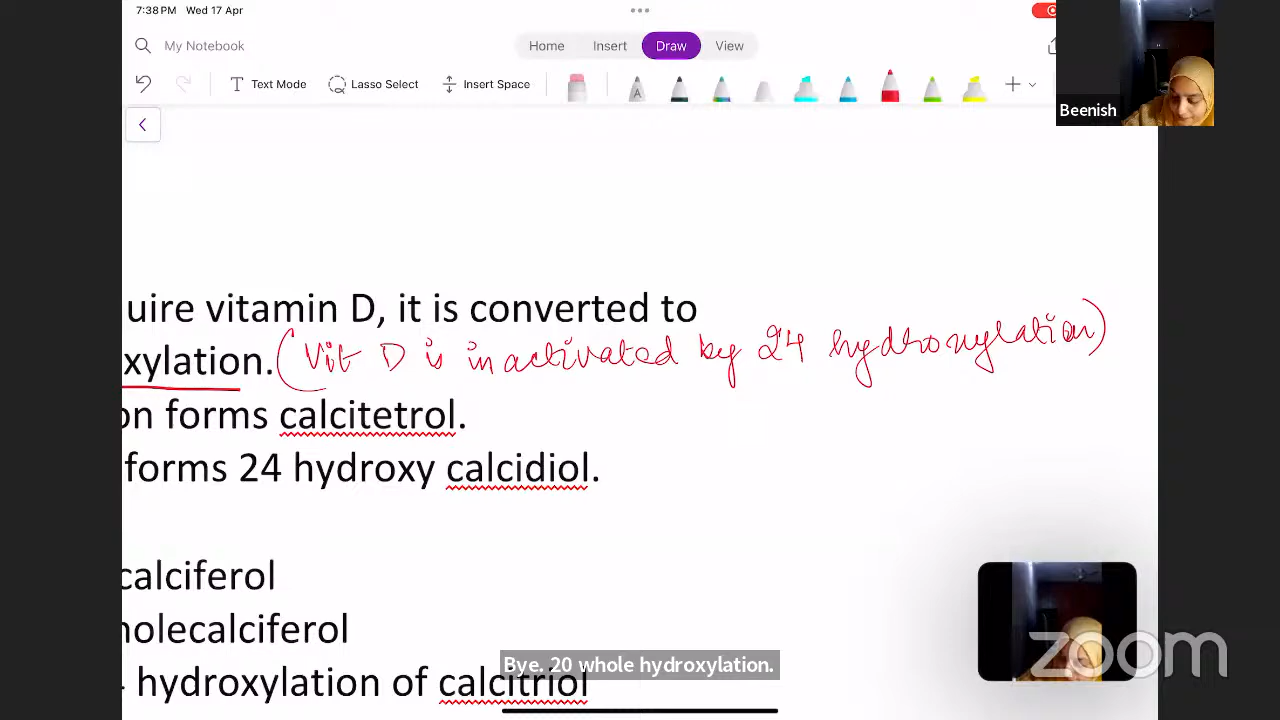 7:38 PM Wed 17 Apr
My Notebook
Home Insert Draw View
Text Mode Lasso Select Insert Space
A
Beenish
uire vitamin D, it is converted to
xylation. (Vit D is inactivated by 24 hydroxylation)
on forms calcitetrol.
forms 24 hydroxy calcidiol.
calciferol
holecalciferol
hydroxylation of calcitriol
Bye. 20 whole hydroxylation.
zoom